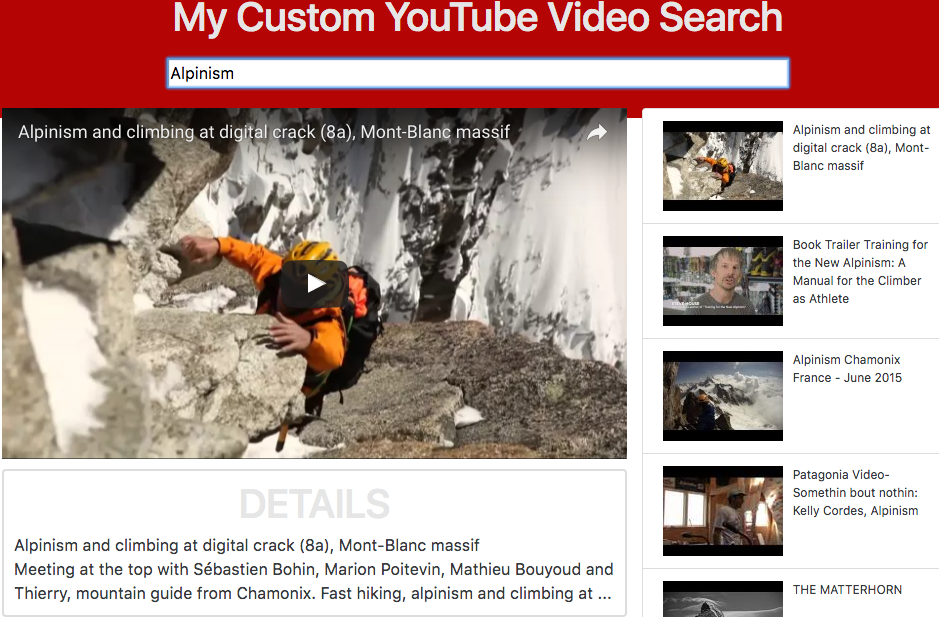 My Custom YouTube Video Search
Alpinism
Alpinism and climbing at digital crack (8a), Mont-Blanc massif
DETAILS
Alpinism and climbing at digital crack (8a), Mont-Blanc massif
Meeting at the top with Sébastien Bohin, Marion Poitevin, Mathieu Bouyoud and
Thierry, mountain guide from Chamonix. Fast hiking, alpinism and climbing at ...
Alpinism and climbing at
digital crack (8a), Mont-
Blanc massif
Book Trailer Training for
the New Alpinism: A
Manual for the Climber
as Athlete
Alpinism Chamonix
France - June 2015
Patagonia Video-
Somethin bout nothin:
Kelly Cordes, Alpinism
THE MATTERHORN